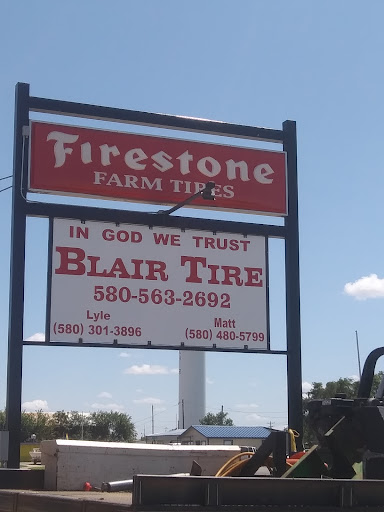 Firestone
FARM TIRES
IN GOD WE TRUST
BLAIR TIRE
580-563-2692
Lyle Matt
(580) 301-3896 (580) 480-5799